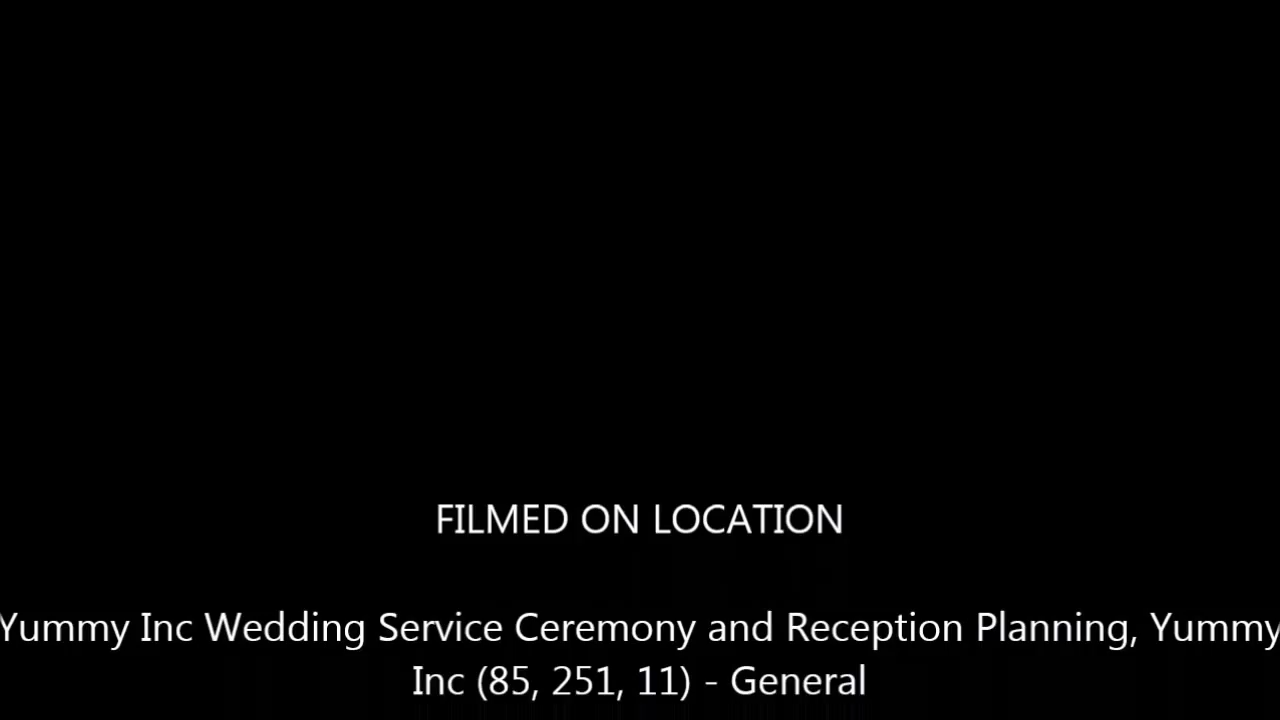 FILMED ON LOCATION
Yummy Inc Wedding Service Ceremony and Reception Planning, Yummy
Inc (85, 251, 11) - General